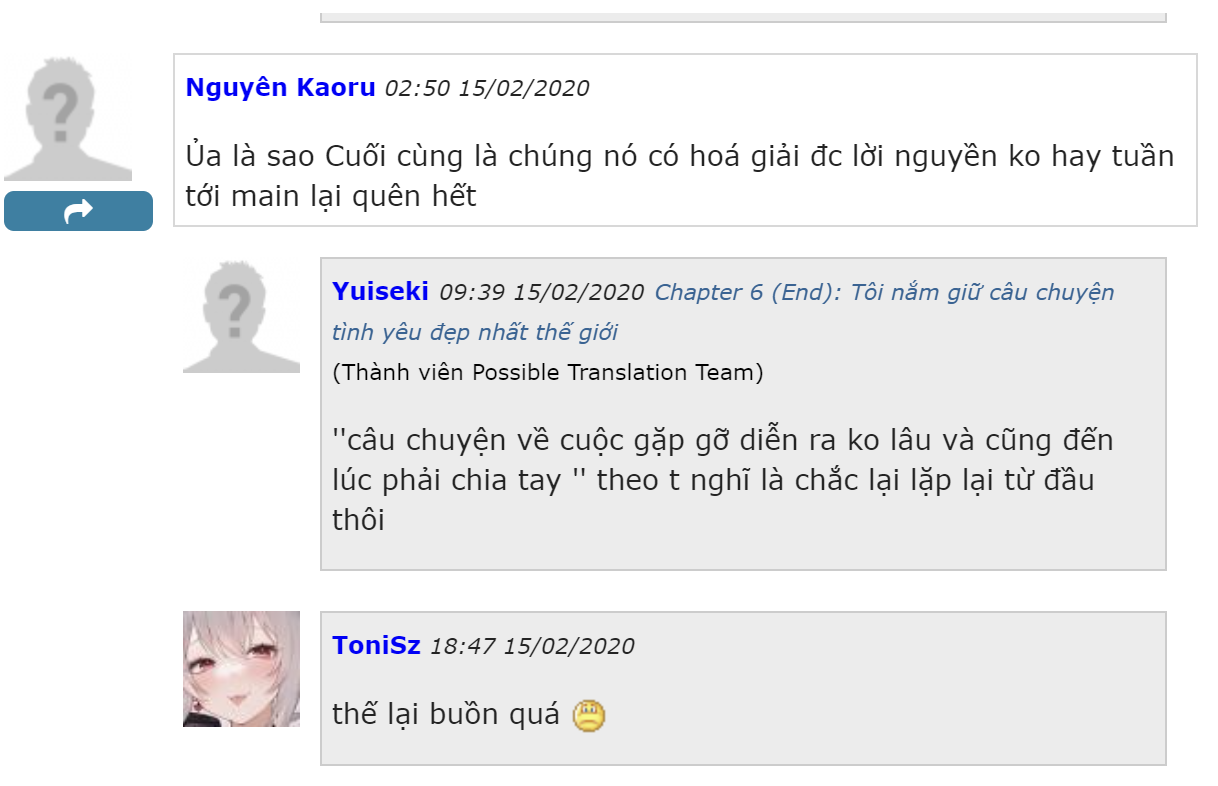 Nguyên Kaoru 02:50 15/02/2020
Ủa là sao Cuối cùng là chúng nó có hoá giải đc lời nguyền ko hay tuần
tới main lại quên hết
Yuiseki 09:39 15/02/2020 Chapter 6 (End): Tôi nắm giữ câu chuyện
tình yêu đẹp nhất thế giới
(Thành viên Possible Translation Team)
"câu chuyện về cuộc gặp gỡ diễn ra ko lâu và cũng đến
lúc phải chia tay " theo t nghĩ là chắc lại lặp lại từ đầu
thôi
ToniSz 18:47 15/02/2020
thế lại buồn quá